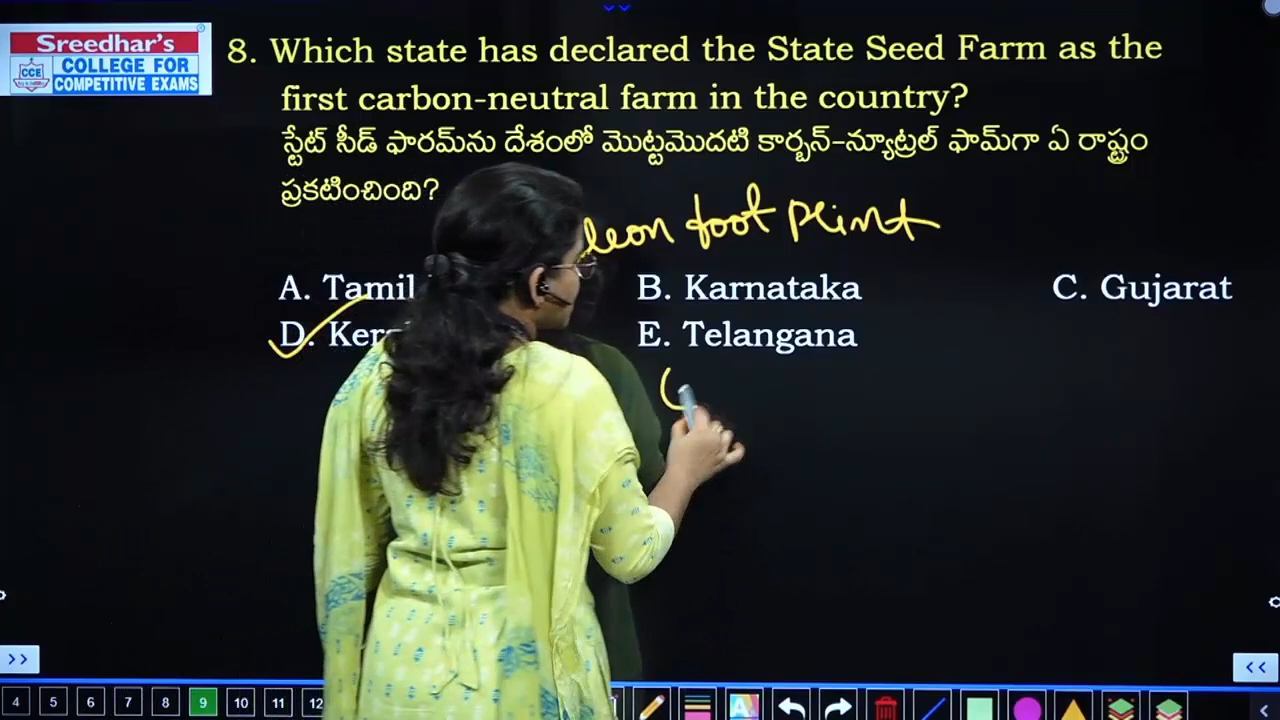 Sreedhar's
CCE
COLLEGE FOR
COMPETITIVE EXAMS
8. Which state has declared the State Seed Farm as the
first carbon-neutral farm in the country?
స్టేట్ సీడ్ ఫారమ్‌ను దేశంలో మొట్టమొదటి కార్బన్-న్యూట్రల్ ఫామ్‌గా ఏ రాష్ట్రం
ప్రకటించింది?
foot print
A. Tamil
B. Karnataka
C. Gujarat
D.
E. Telangana
>>
<<
4 5 6 7 8 9 10 11 12
A
<